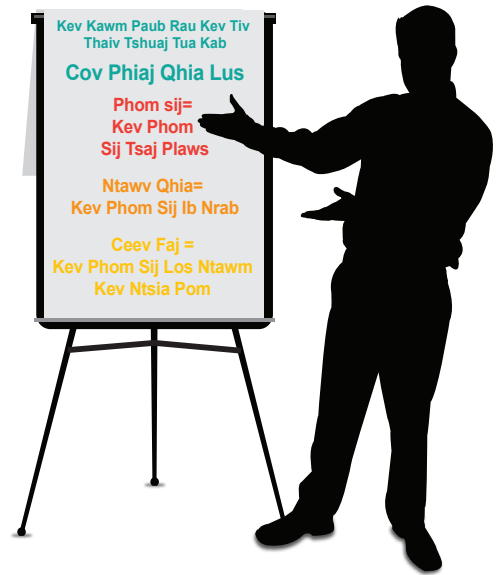 Kev Kawm Paub Rau Kev Tiv
Thaiv Tshuaj Tua Kab
Cov Phiaj Qhia Lus
Phom sij=
Kev Phom
Sij Tsaj Plaws
Ntawv Qhia=
Kev Phom Sij Ib Nrab
Ceev Faj =
Kev Phom Sij Los Ntawm
Kev Ntsia Pom